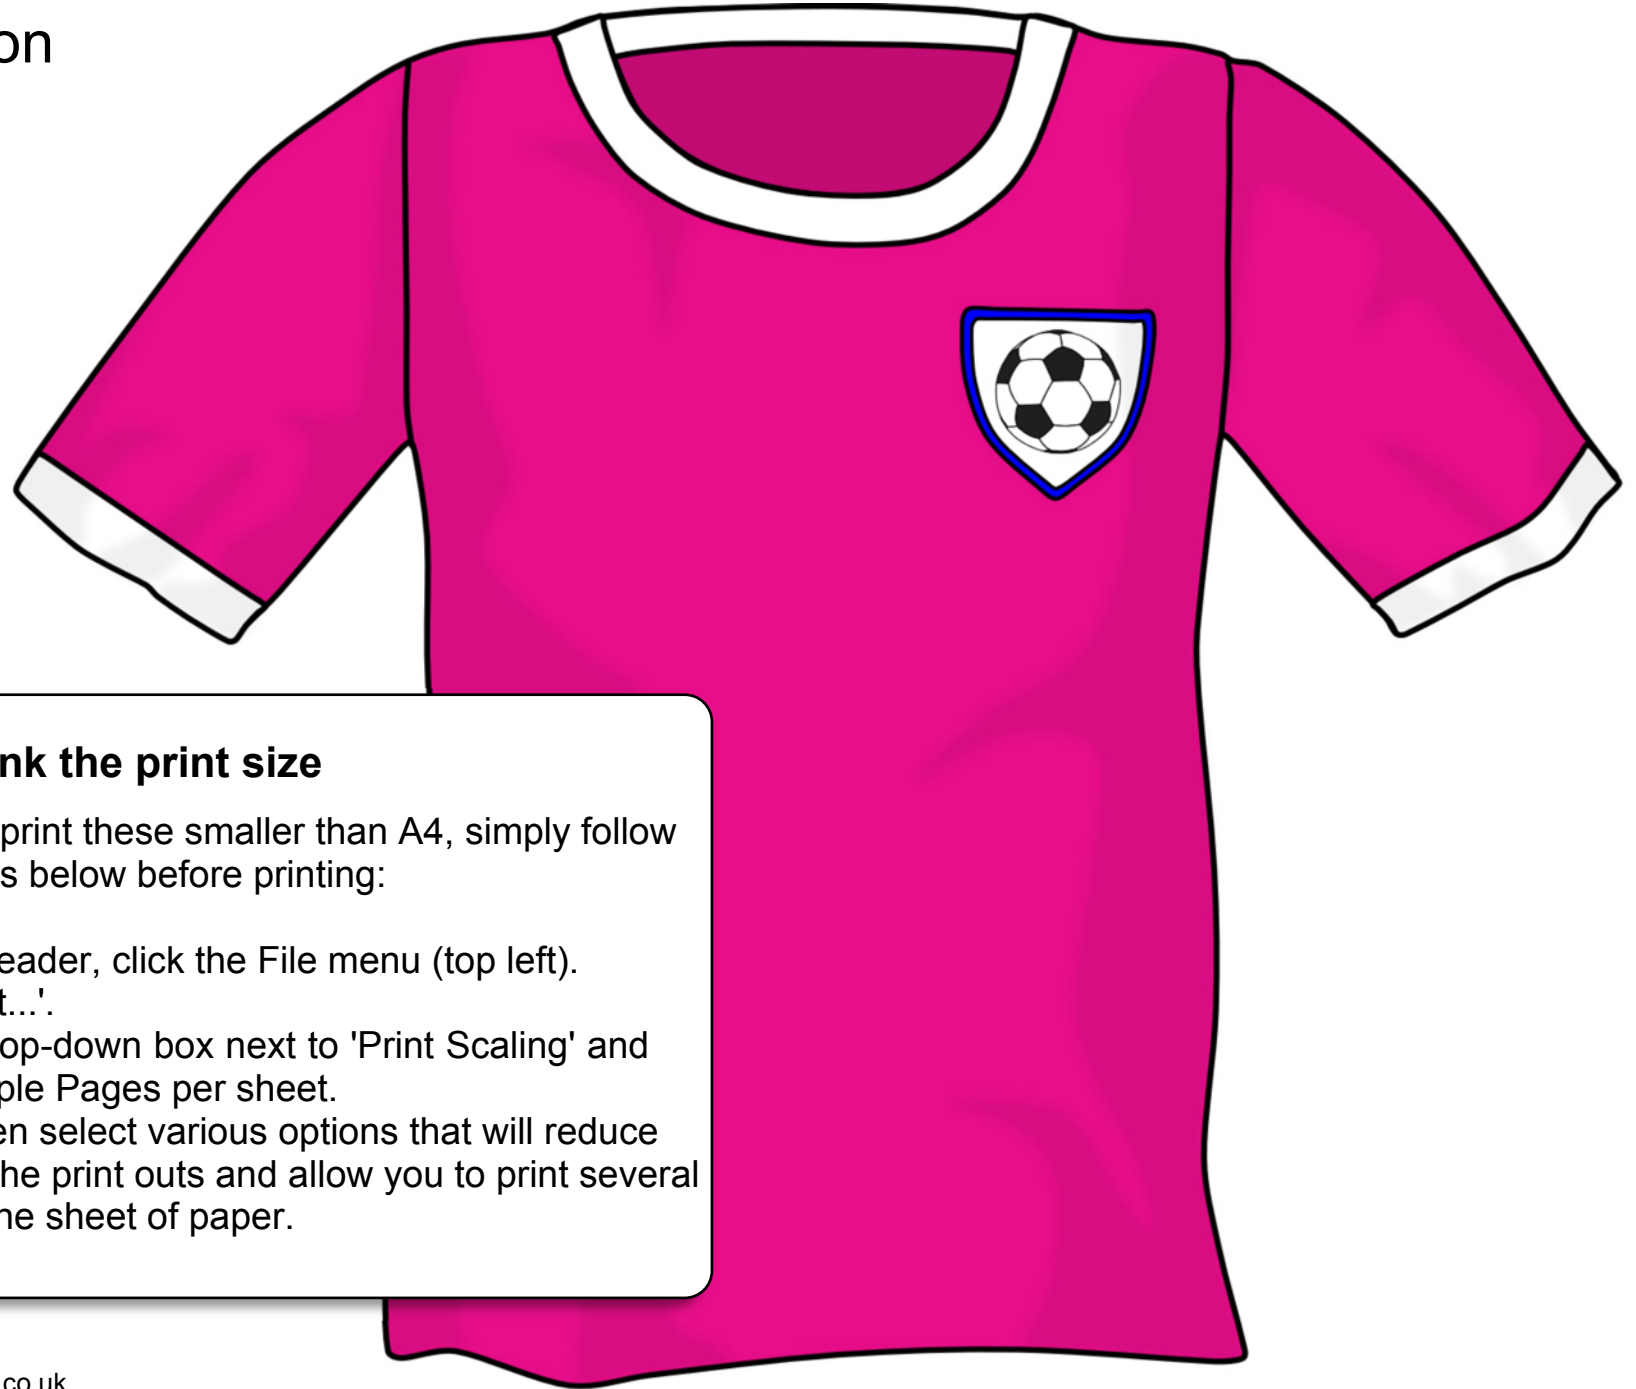 on
nk the print size
print these smaller than A4, simply follow
s below before printing:
eader, click the File menu (top left).
t...'.
op-down box next to 'Print Scaling' and
ple Pages per sheet.
en select various options that will reduce
he print outs and allow you to print several
ne sheet of paper.
co.uk